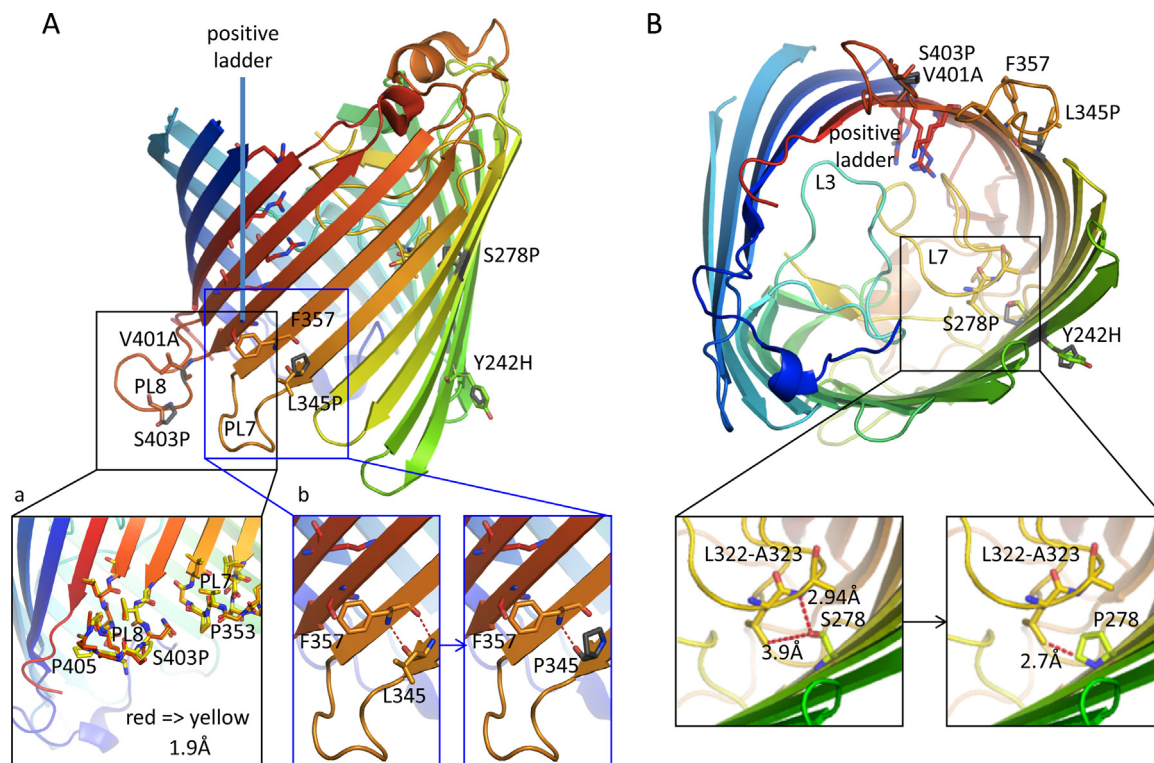 A
positive
ladder
S278P
V401A
F357
PL8
Y242H
L345P
S403P
PL7
a
PL7
PL8
P353
P405
S403P
red => yellow
1.9Å
b
F357
L345
F357
P345
B
S403P
V401A
F357
L345P
positive
ladder
L3
L7
S278P
Y242H
L322-A323
2.94Å
S278
3.9Å
L322-A323
P278
2.7Å